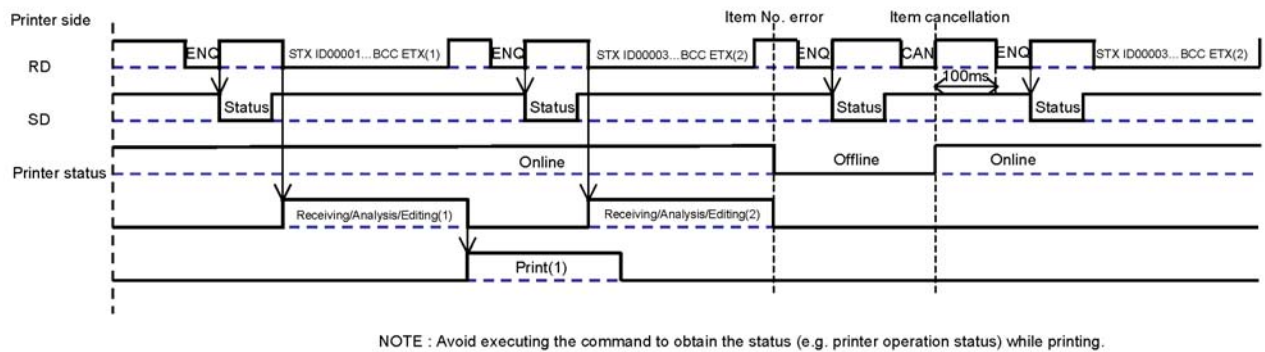 Printer side
Item No. error
Item cancellation
RD
ENQ
STX ID00001...BCC ETX(1)
ENQ
STX ID00003...BCC ETX(2)
ENQ
CAN
ENQ
STX ID00003...BCC ETX(2)
100ms
SD
Status
Status
Status
Status
Printer status
Online
Offline
Online
Receiving/Analysis/Editing(1)
Receiving/Analysis/Editing(2)
Print(1)
NOTE : Avoid executing the command to obtain the status (e.g. printer operation status) while printing.